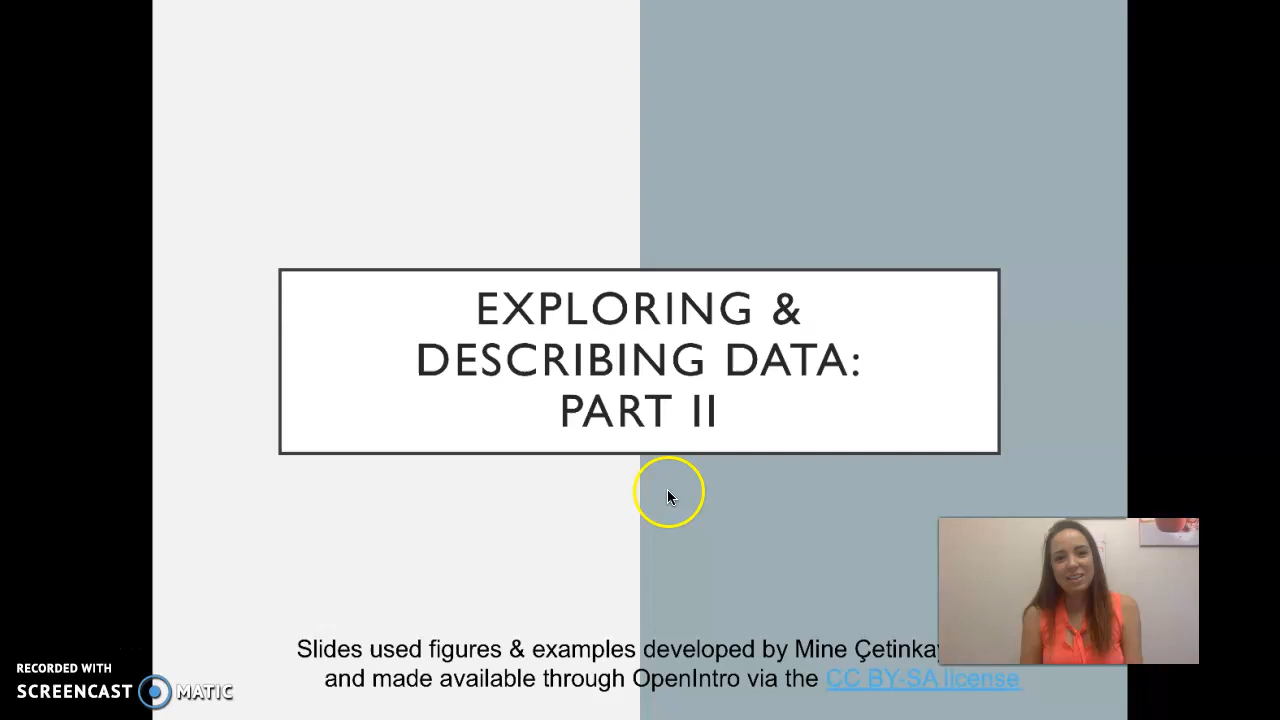 EXPLORING &
DESCRIBING DATA:
PART II
Slides used figures & examples developed by Mine
and made available through OpenIntro via the CC BY-SA license
RECORDED WITH
SCREENCAST MATIC